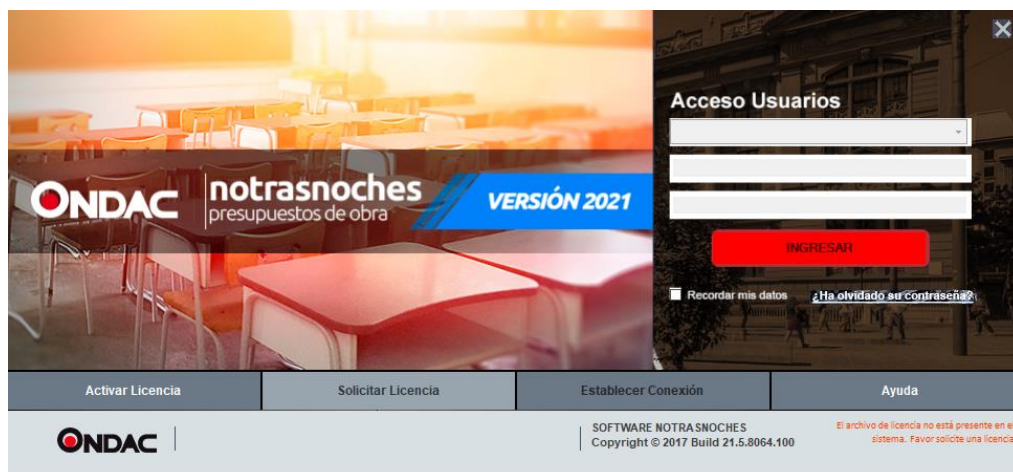 Acceso Usuarios
ONDAC
notrasnoches
presupuestos de obra
VERSIÓN 2021
INGRESAR
Recordar mis datos
¿Ha olvidado su contraseña?
Activar Licencia
Solicitar Licencia
Establecer Conexión
Ayuda
ONDAC
SOFTWARE NOTRASNOCHES
Copyright © 2017 Build 21.5.8064.100
El archivo de licencia no está presente en e
sistema. Favor solicite una licencia